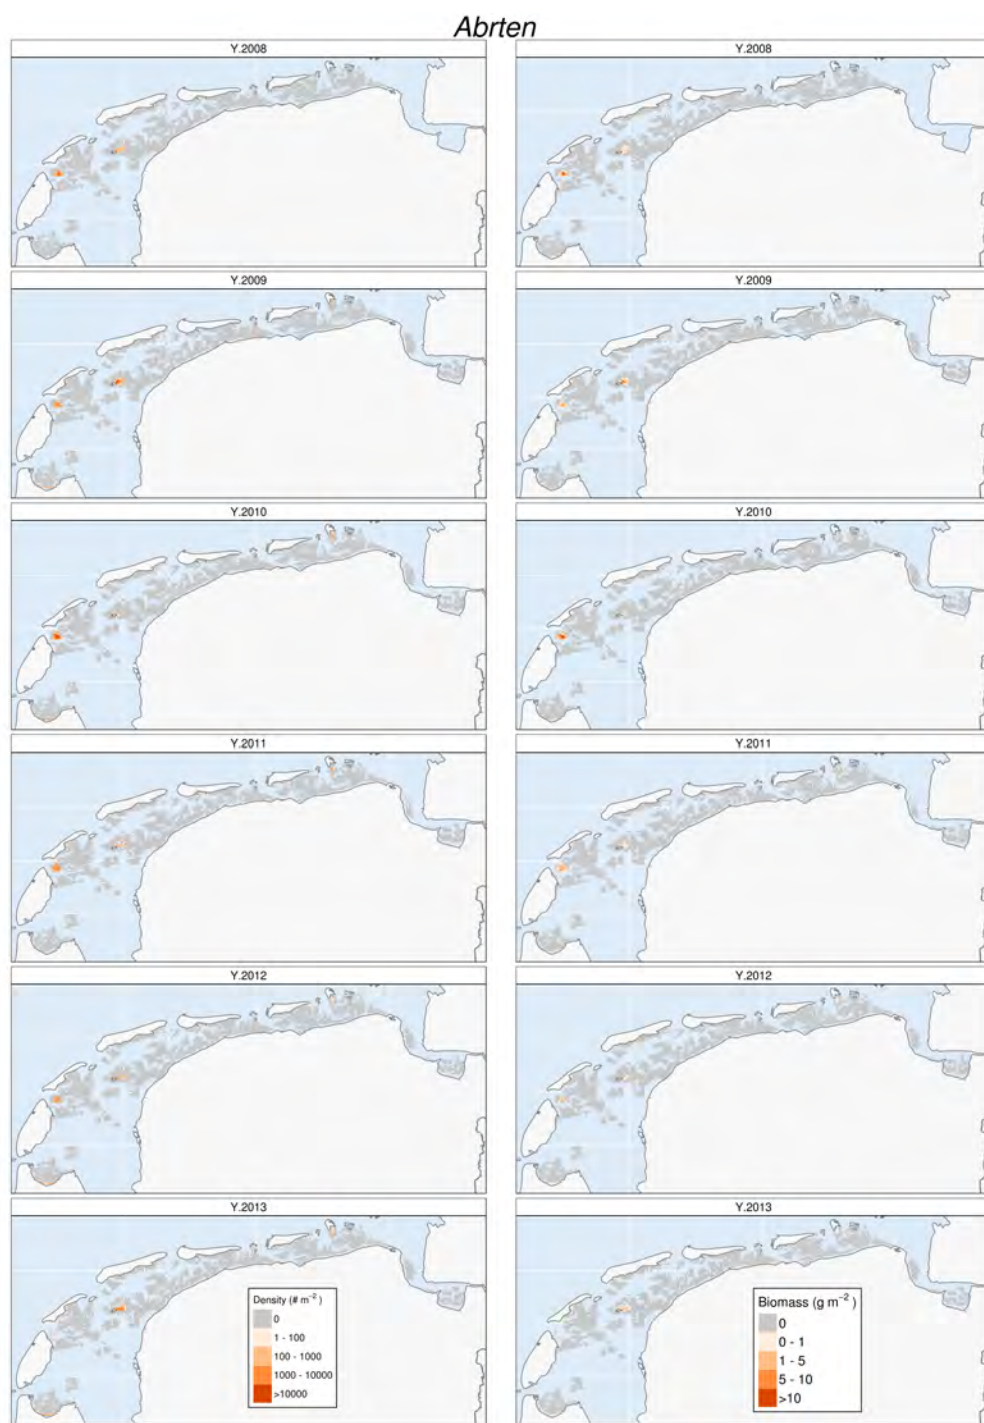 Abrten
Y.2008
Y.2008
Y.2009
Y.2009
Y.2010
Y.2010
Y.2011
Y.2011
Y.2012
Y.2012
Y.2013
Y.2013
Density (# m⁻²)
0
1 - 100
100 - 1000
1000 - 10000
>10000
Biomass (g m⁻²)
0
0 - 1
1 - 5
5 - 10
>10